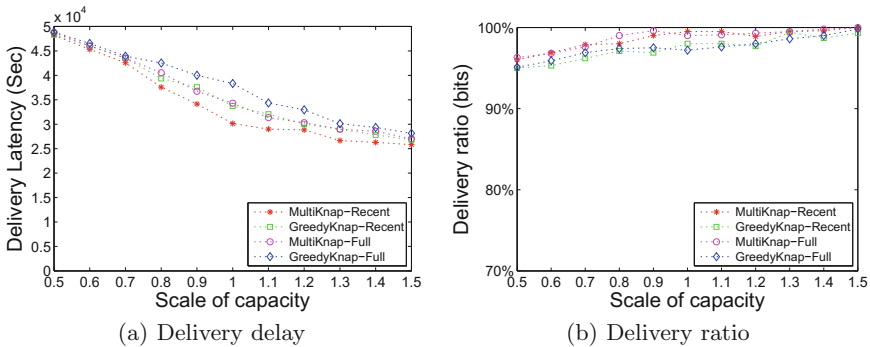 x 10⁴
5
4.5
4
3.5
3
2.5
2
1.5
1
0.5
0
0.5 0.6 0.7 0.8 0.9 1 1.1 1.2 1.3 1.4 1.5
Delivery Latency (Sec)
Scale of capacity
MultiKnap−Recent
GreedyKnap−Recent
MultiKnap−Full
GreedyKnap−Full
(a) Delivery delay
100%
90%
80%
70%
0.5 0.6 0.7 0.8 0.9 1 1.1 1.2 1.3 1.4 1.5
Delivery ratio (bits)
Scale of capacity
MultiKnap−Recent
GreedyKnap−Recent
MultiKnap−Full
GreedyKnap−Full
(b) Delivery ratio